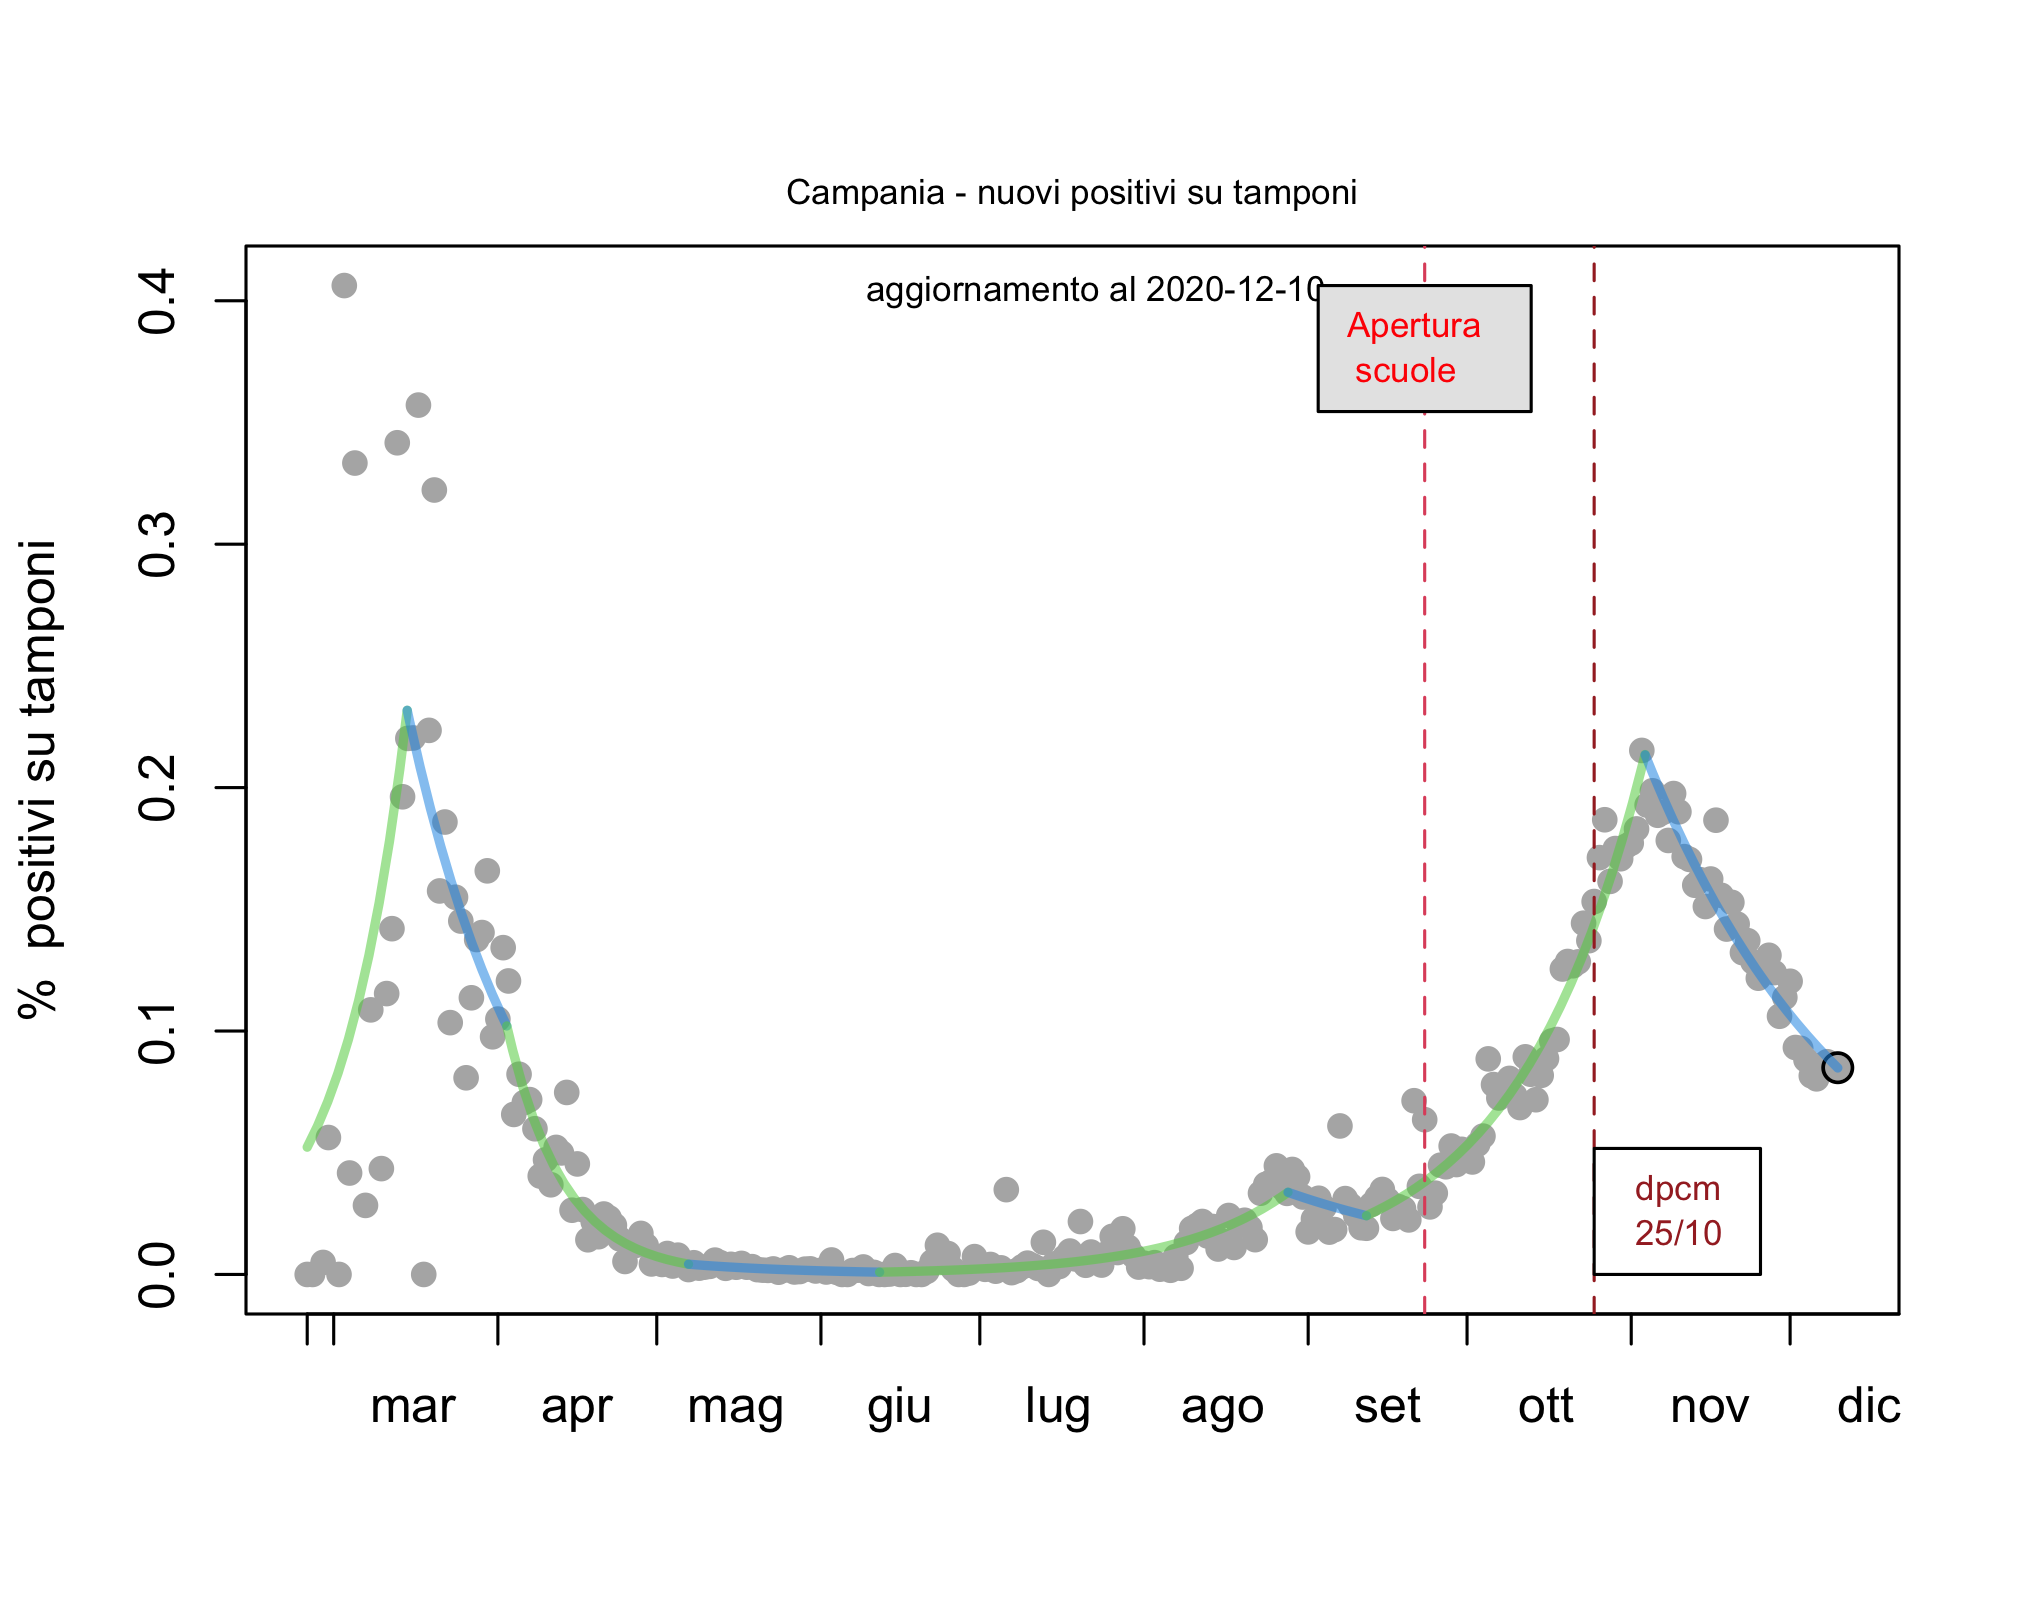 Campania - nuovi positivi su tamponi
aggiornamento al 2020-12-10
Apertura
scuole
% positivi su tamponi
0.4
0.3
0.2
0.1
0.0
dpcm
25/10
mar apr mag giu lug ago set ott nov dic